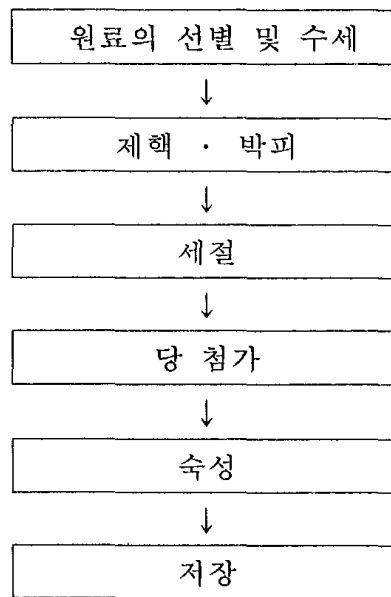 원료의 선별 및 수세
↓
제핵 · 박피
↓
세절
↓
당 첨가
↓
숙성
↓
저장